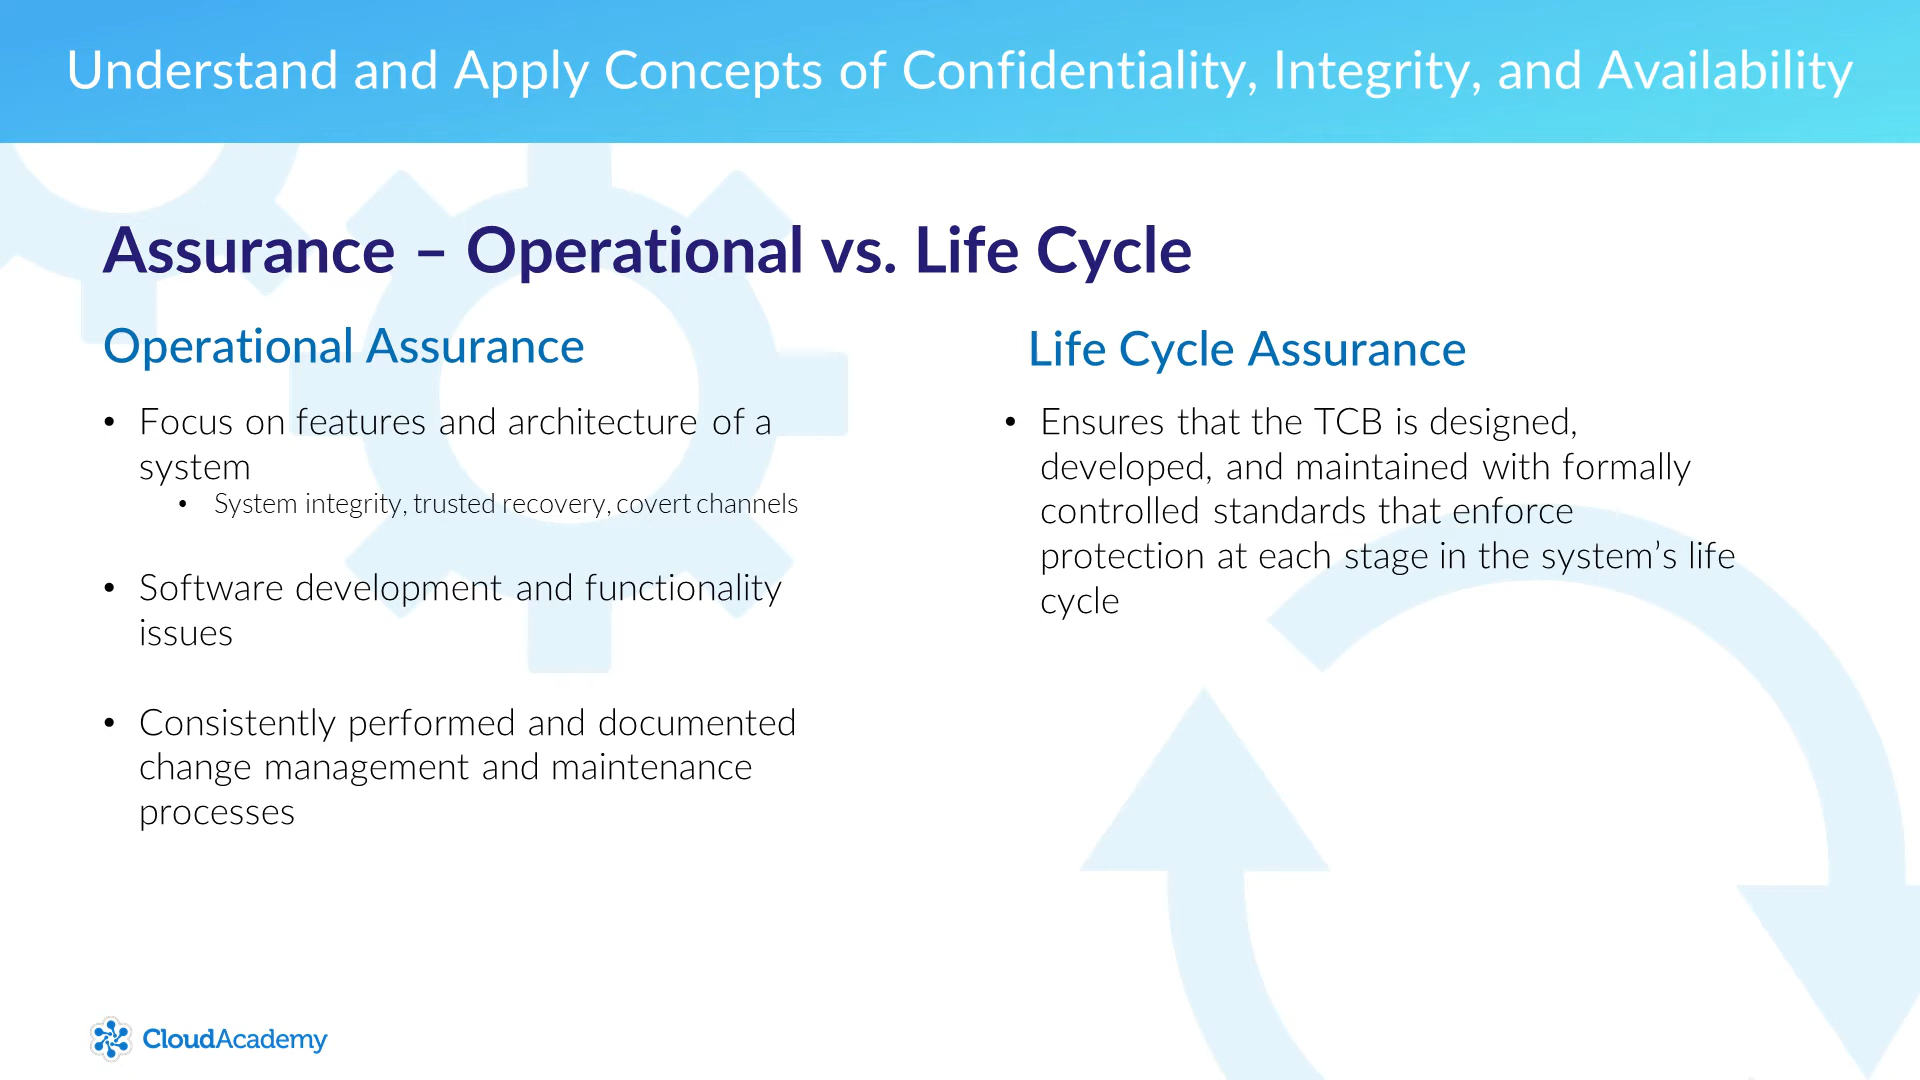 Understand and Apply Concepts of Confidentiality, Integrity, and Availability
Assurance – Operational vs. Life Cycle
Operational Assurance
• Focus on features and architecture of a
system
• System integrity, trusted recovery, covert channels
• Software development and functionality
issues
• Consistently performed and documented
change management and maintenance
processes
Life Cycle Assurance
• Ensures that the TCB is designed,
developed, and maintained with formally
controlled standards that enforce
protection at each stage in the system’s life
cycle
CloudAcademy